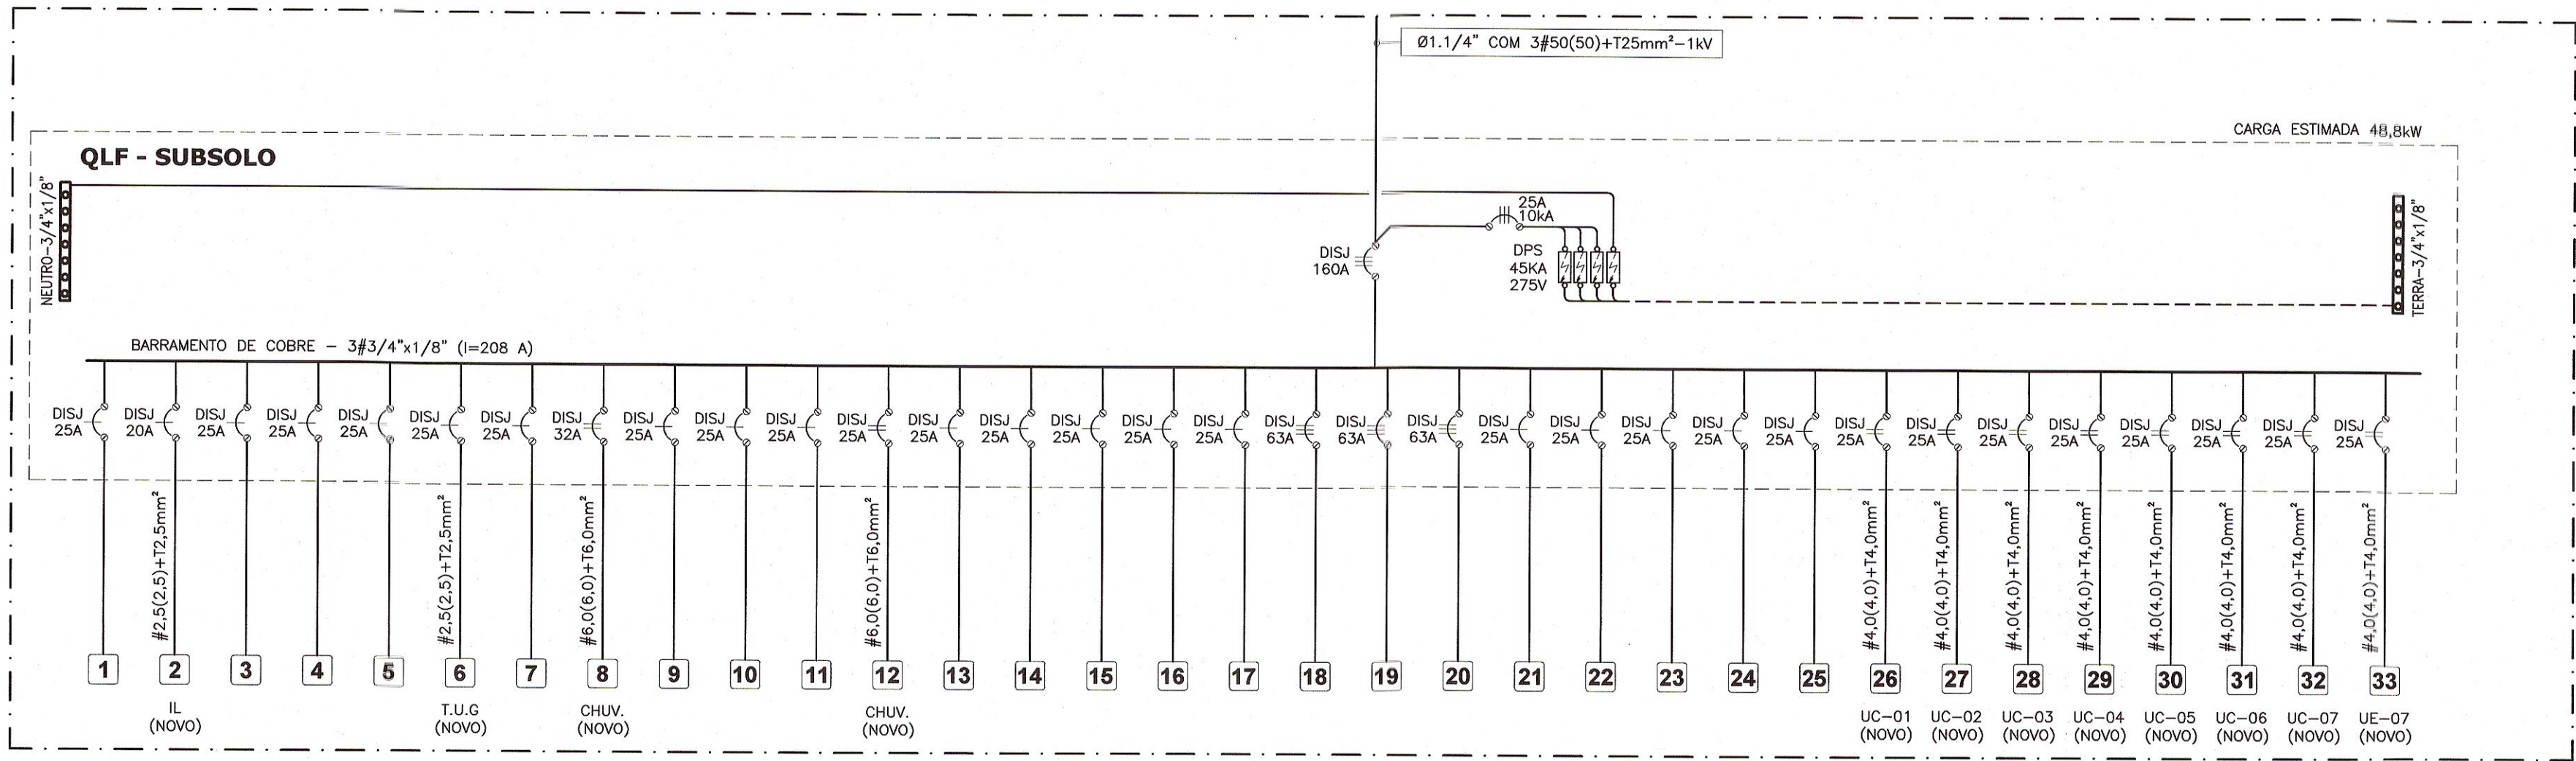 Ø1.1/4" COM 3#50(50)+T25mm²-1kV
CARGA ESTIMADA 48,8kW
QLF - SUBSOLO
NEUTRO-3/4"x1/8"
25A
10kA
DISJ
160A
DPS
45KA
275V
TERRA-3/4"x1/8"
BARRAMENTO DE COBRE - 3#3/4"x1/8" (I=208 A)
DISJ
25A
DISJ
20A
DISJ
25A
DISJ
25A
DISJ
25A
DISJ
25A
DISJ
25A
DISJ
32A
DISJ
25A
DISJ
25A
DISJ
25A
DISJ
25A
DISJ
25A
DISJ
25A
DISJ
25A
DISJ
25A
DISJ
25A
DISJ
63A
DISJ
63A
DISJ
63A
DISJ
25A
DISJ
25A
DISJ
25A
DISJ
25A
DISJ
25A
DISJ
25A
DISJ
25A
DISJ
25A
DISJ
25A
DISJ
25A
DISJ
25A
DISJ
25A
DISJ
25A
#2,5(2,5)+T2,5mm²
#2,5(2,5)+T2,5mm²
#6,0(6,0)+T6,0mm²
#6,0(6,0)+T6,0mm²
#4,0(4,0)+T4,0mm²
#4,0(4,0)+T4,0mm²
#4,0(4,0)+T4,0mm²
#4,0(4,0)+T4,0mm²
#4,0(4,0)+T4,0mm²
#4,0(4,0)+T4,0mm²
#4,0(4,0)+T4,0mm²
#4,0(4,0)+T4,0mm²
1 2 3 4 5 6 7 8 9 10 11 12 13 14 15 16 17 18 19 20 21 22 23 24 25 26 27 28 29 30 31 32 33
IL
(NOVO)
T.U.G
(NOVO)
CHUV.
(NOVO)
CHUV.
(NOVO)
UC-01
(NOVO)
UC-02
(NOVO)
UC-03
(NOVO)
UC-04
(NOVO)
UC-05
(NOVO)
UC-06
(NOVO)
UC-07
(NOVO)
UE-07
(NOVO)